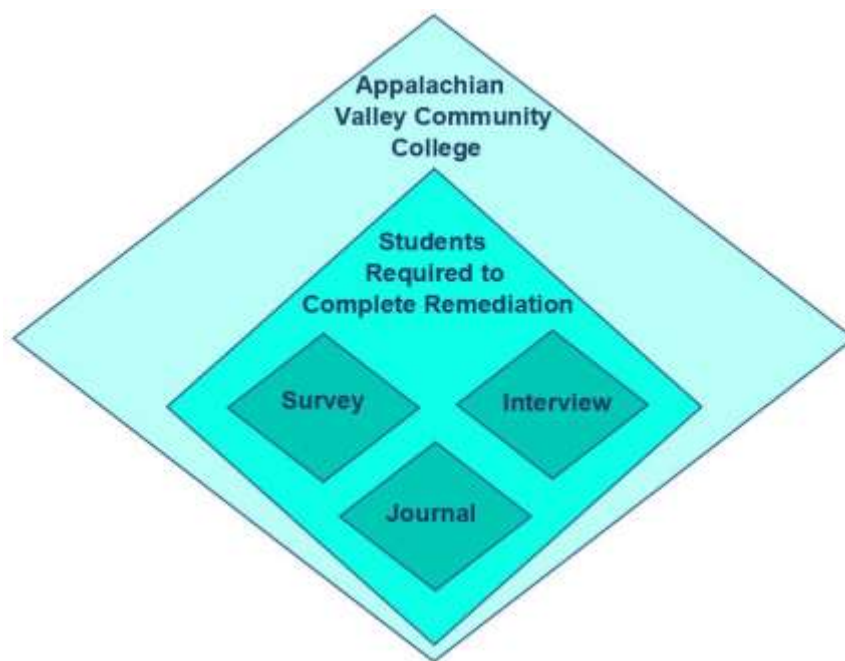 Appalachian
Valley Community
College
Students
Required to
Complete Remediation
Survey
Interview
Journal